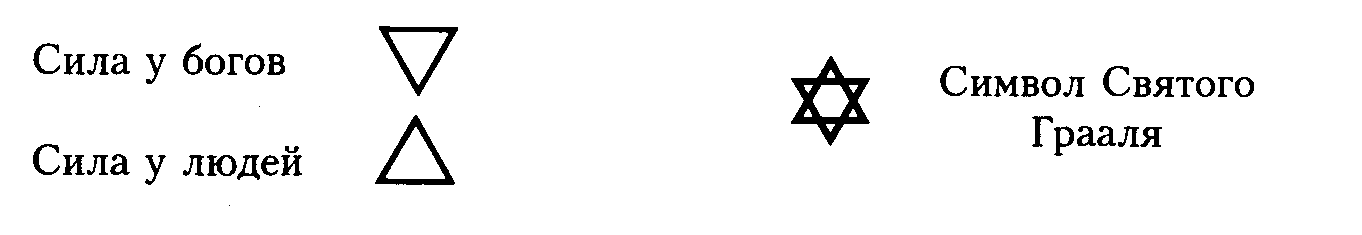 Сила у богов
Сила у людей
Символ Святого
Грааля